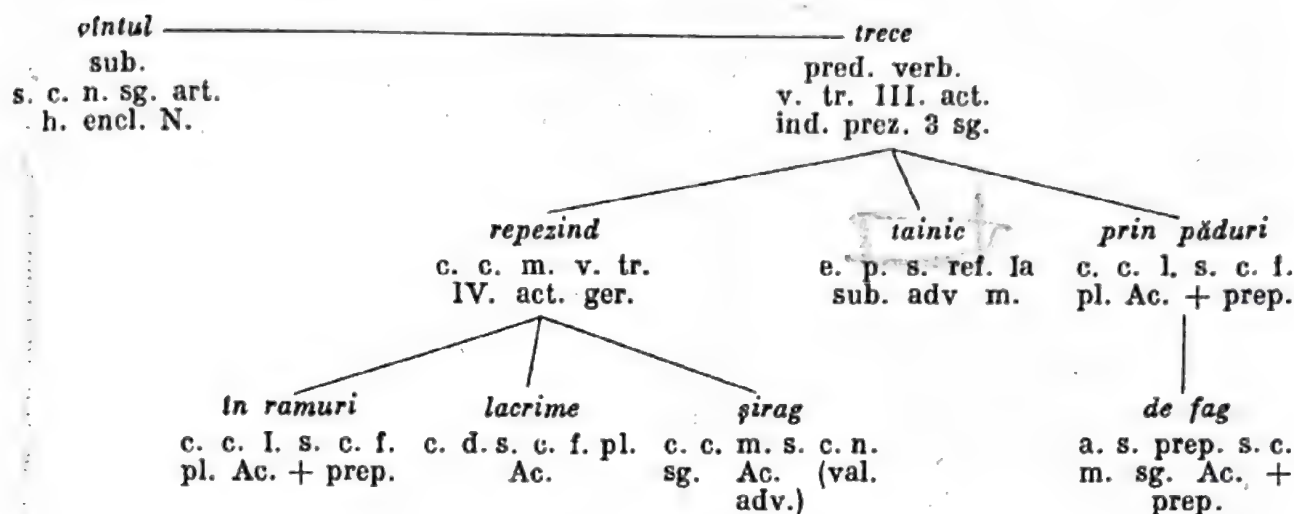 vîntul trece
sub. pred. verb.
s. c. n. sg. art. v. tr. III. act.
h. encl. N. ind. prez. 3 sg.
repezind tainic prin păduri
c. c. m. v. tr. e. p. s. ref. la c. c. l. s. c. f.
IV. act. ger. sub. adv m. pl. Ac. + prep.
în ramuri lacrime şirag de fag
c. c. I. s. c. f. c. d. s. c. f. pl. c. c. m. s. c. n. a. s. prep. s. c.
pl. Ac. + prep. Ac. sg. Ac. (val. m. sg. Ac. +
adv.) prep.